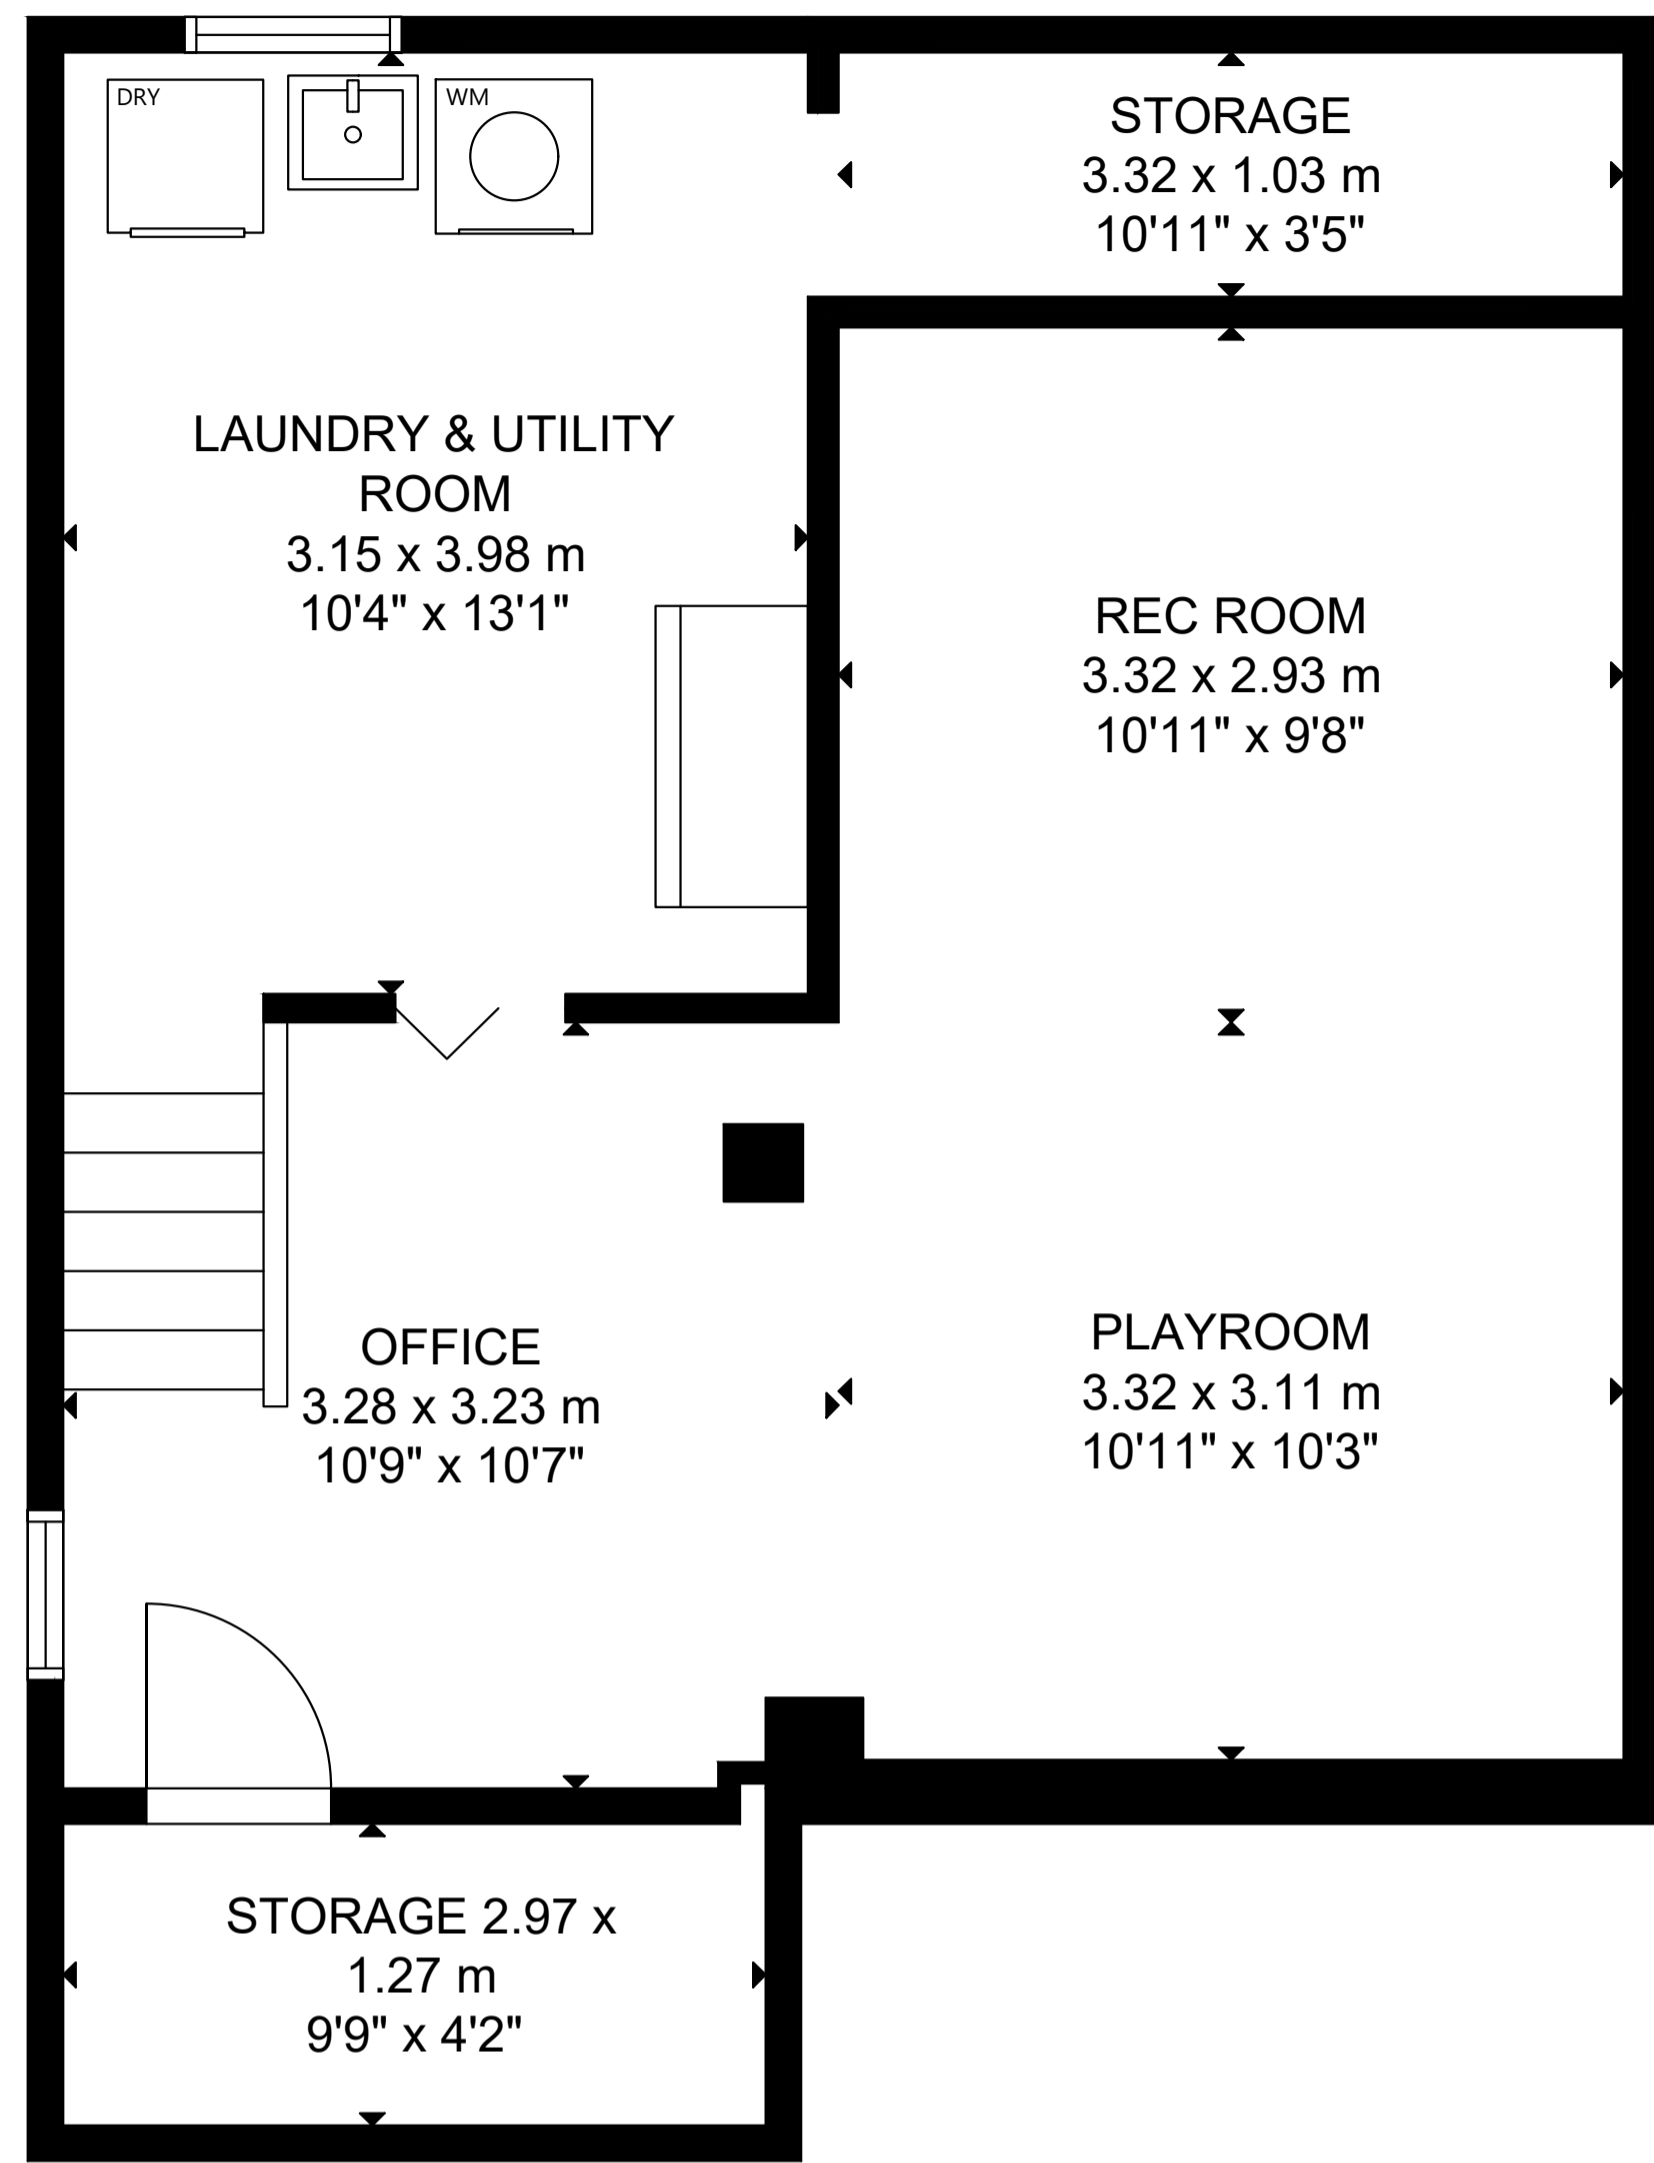 DRY
WM
STORAGE
3.32 x 1.03 m
10'11" x 3'5"
LAUNDRY & UTILITY
ROOM
3.15 x 3.98 m
10'4" x 13'1"
REC ROOM
3.32 x 2.93 m
10'11" x 9'8"
OFFICE
3.28 x 3.23 m
10'9" x 10'7"
PLAYROOM
3.32 x 3.11 m
10'11" x 10'3"
STORAGE 2.97 x
1.27 m
9'9" x 4'2"